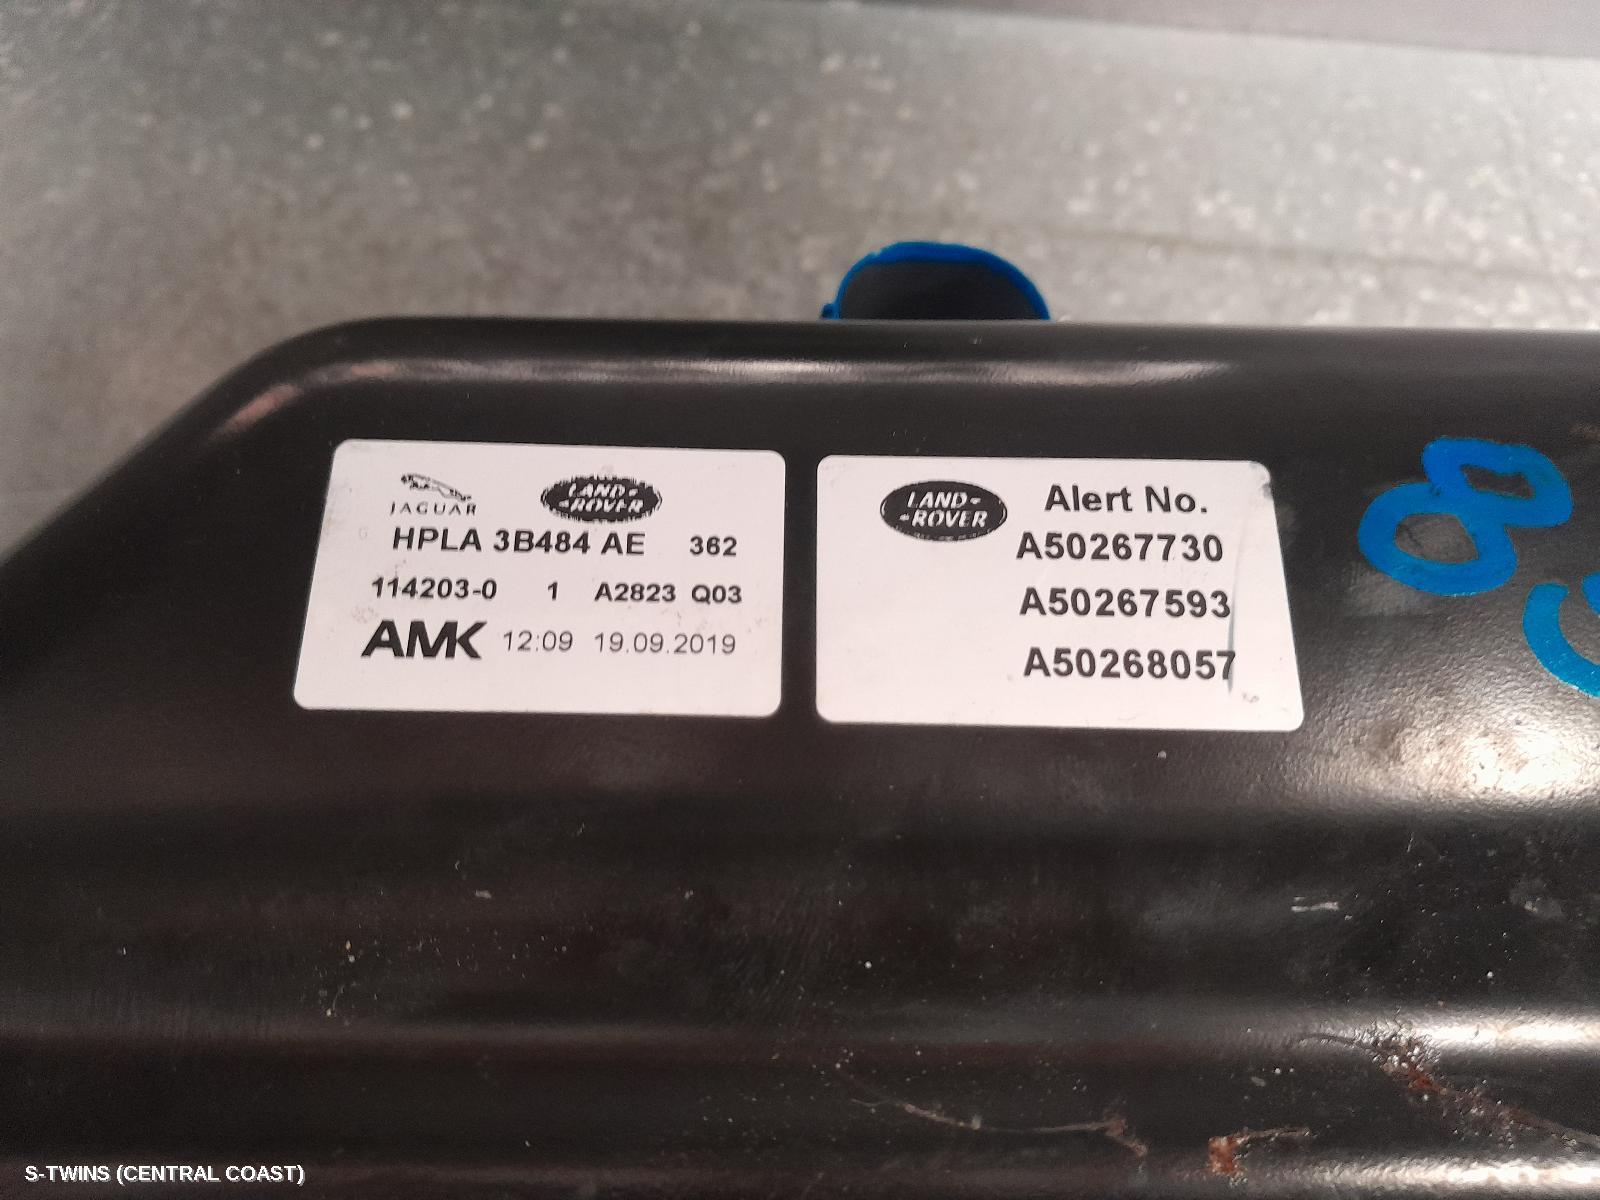 JAGUAR
LAND-
-ROVER
HPLA 3B484 AE 362
114203-0 1 A2823 Q03
AMK 12:09 19.09.2019
LAND-
-ROVER
Alert No.
A50267730
A50267593
A50268057
8
S-TWINS (CENTRAL COAST)